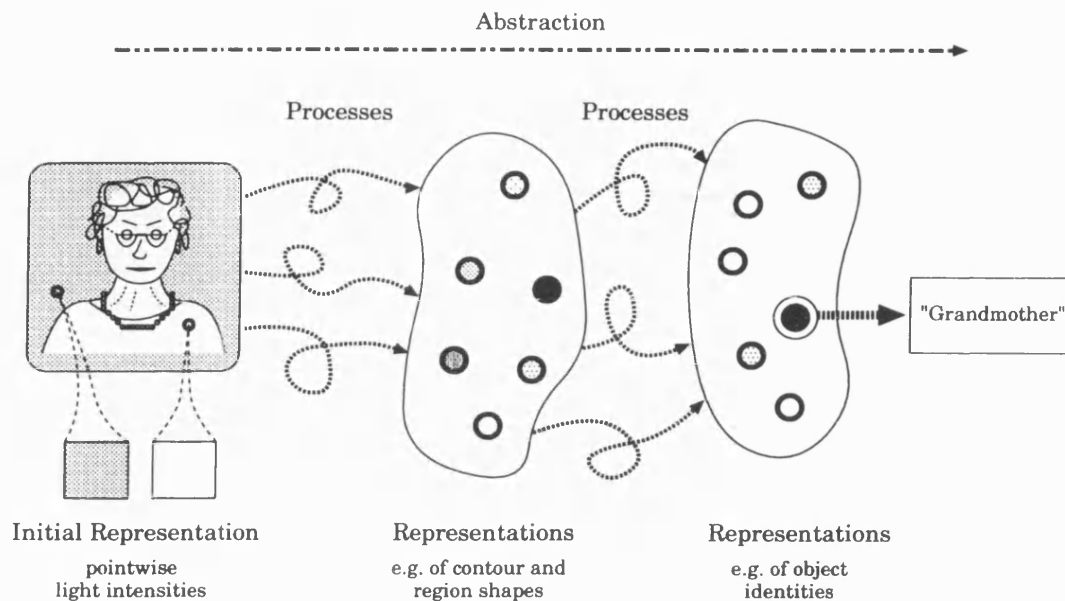 Abstraction
Processes
Processes
"Grandmother"
Initial Representation
pointwise
light intensities
Representations
e.g. of contour and
region shapes
Representations
e.g. of object
identities